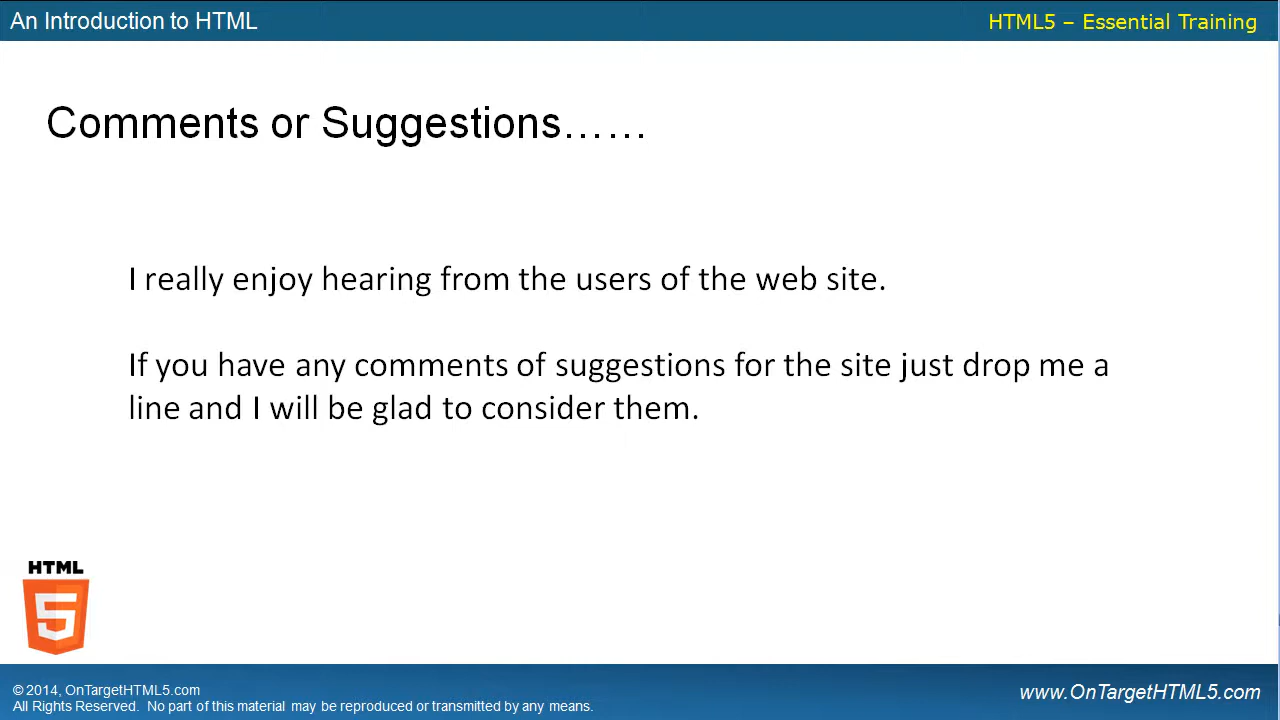 An Introduction to HTML
HTML5 – Essential Training
Comments or Suggestions……
I really enjoy hearing from the users of the web site.
If you have any comments of suggestions for the site just drop me a
line and I will be glad to consider them.
HTML
5
© 2014, OnTargetHTML5.com
All Rights Reserved.  No part of this material may be reproduced or transmitted by any means.
www.OnTargetHTML5.com